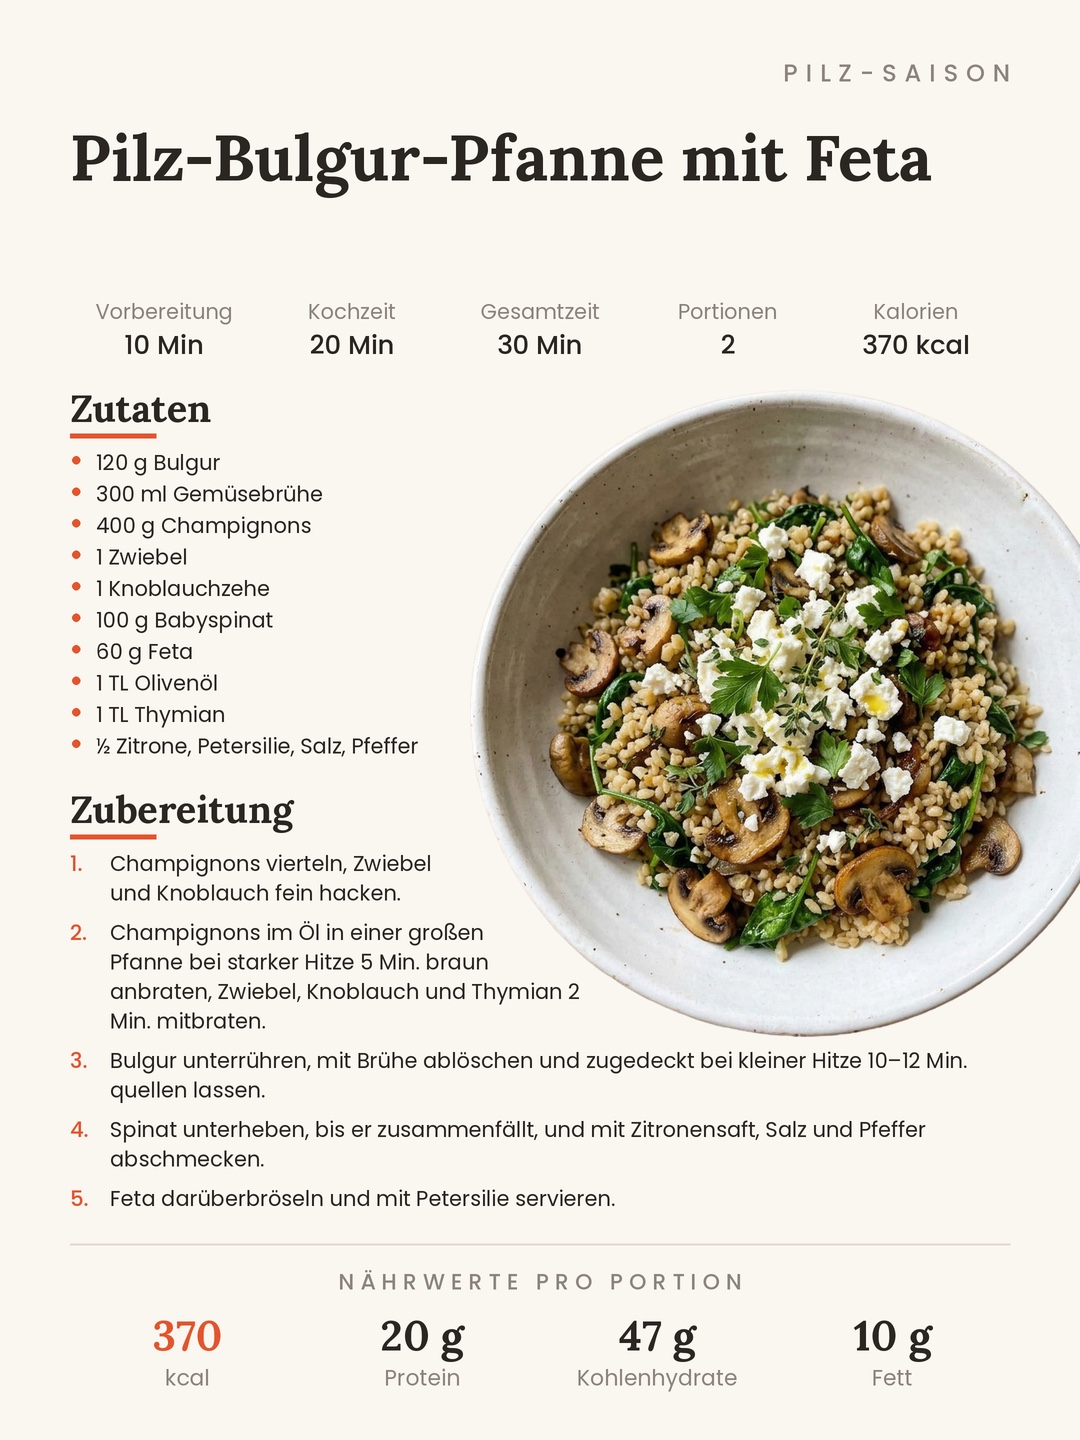 PILZ-SAISON
Pilz-Bulgur-Pfanne mit Feta
Vorbereitung
10 Min
Kochzeit
20 Min
Gesamtzeit
30 Min
Portionen
2
Kalorien
370 kcal
Zutaten
• 120 g Bulgur
• 300 ml Gemüsebrühe
• 400 g Champignons
• 1 Zwiebel
• 1 Knoblauchzehe
• 100 g Babyspinat
• 60 g Feta
• 1 TL Olivenöl
• 1 TL Thymian
• ½ Zitrone, Petersilie, Salz, Pfeffer
Zubereitung
1. Champignons vierteln, Zwiebel
und Knoblauch fein hacken.
2. Champignons im Öl in einer großen
Pfanne bei starker Hitze 5 Min. braun
anbraten, Zwiebel, Knoblauch und Thymian 2
Min. mitbraten.
3. Bulgur unterrühren, mit Brühe ablöschen und zugedeckt bei kleiner Hitze 10–12 Min.
quellen lassen.
4. Spinat unterheben, bis er zusammenfällt, und mit Zitronensaft, Salz und Pfeffer
abschmecken.
5. Feta darüberbröseln und mit Petersilie servieren.
NÄHRWERTE PRO PORTION
370
kcal
20 g
Protein
47 g
Kohlenhydrate
10 g
Fett